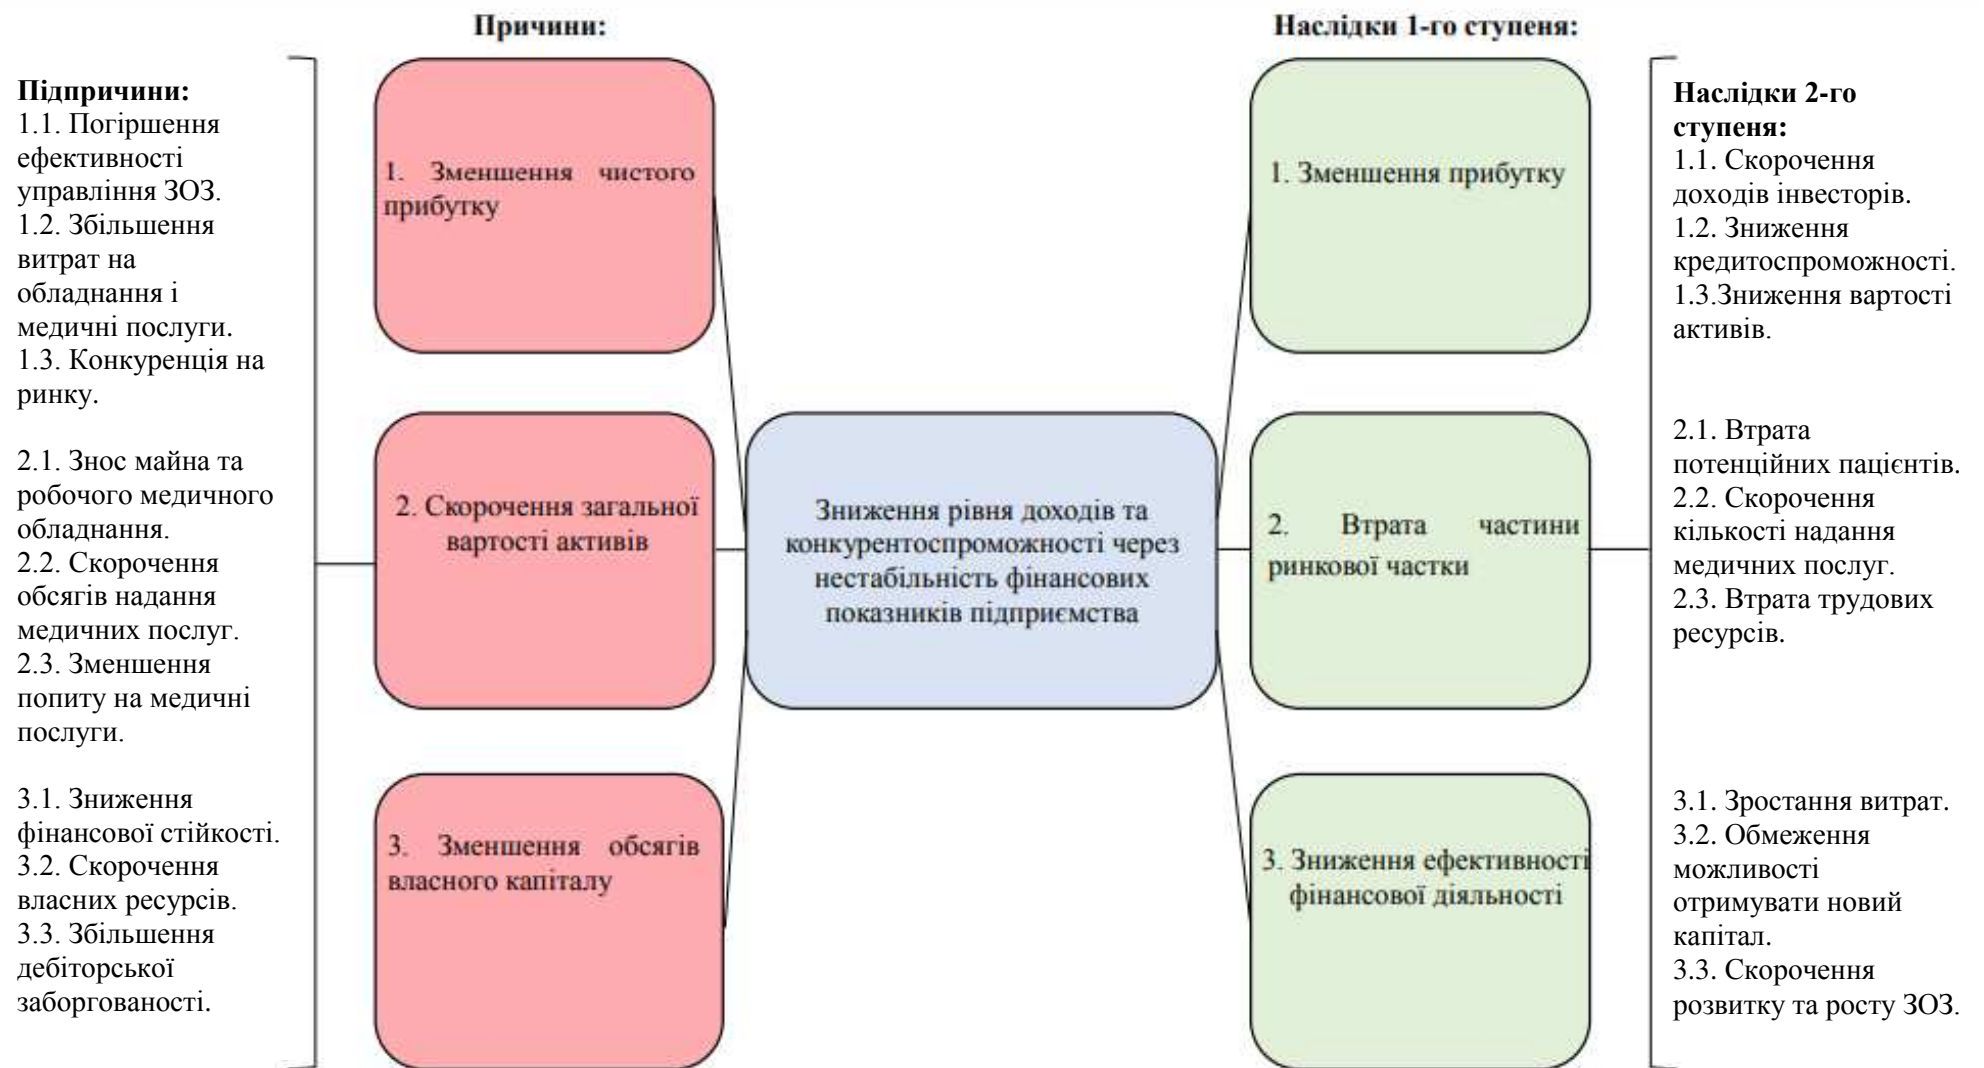 Причини:
Наслідки 1-го ступеня:
Підпричини:
1.1. Погіршення
ефективності
управління ЗОЗ.
1.2. Збільшення
витрат на
обладнання і
медичні послуги.
1.3. Конкуренція на
ринку.
2.1. Знос майна та
робочого медичного
обладнання.
2.2. Скорочення
обсягів надання
медичних послуг.
2.3. Зменшення
попиту на медичні
послуги.
3.1. Зниження
фінансової стійкості.
3.2. Скорочення
власних ресурсів.
3.3. Збільшення
дебіторської
заборгованості.
1. Зменшення чистого
прибутку
2. Скорочення загальної
вартості активів
3. Зменшення обсягів
власного капіталу
Зниження рівня доходів та
конкурентоспроможності через
нестабільність фінансових
показників підприємства
1. Зменшення прибутку
2. Втрата частини
ринкової частки
3. Зниження ефективності
фінансової діяльності
Наслідки 2-го
ступеня:
1.1. Скорочення
доходів інвесторів.
1.2. Зниження
кредитоспроможності.
1.3.Зниження вартості
активів.
2.1. Втрата
потенційних пацієнтів.
2.2. Скорочення
кількості надання
медичних послуг.
2.3. Втрата трудових
ресурсів.
3.1. Зростання витрат.
3.2. Обмеження
можливості
отримувати новий
капітал.
3.3. Скорочення
розвитку та росту ЗОЗ.